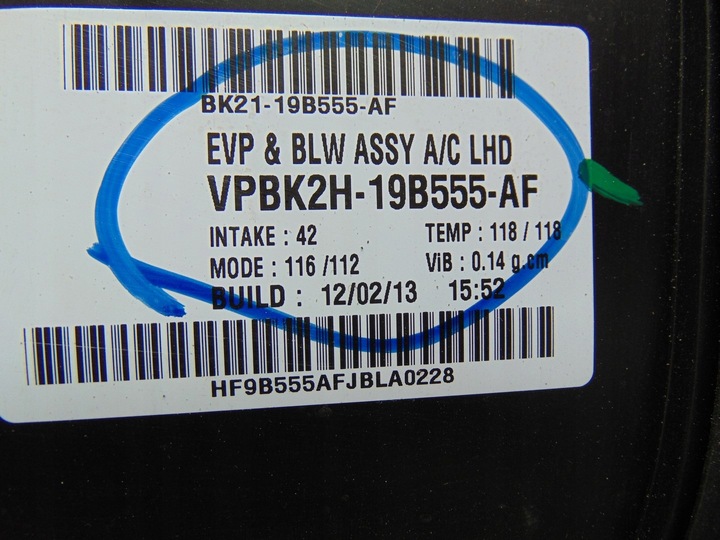 BK21-19B555-AF
EVP & BLW ASSY A/C LHD
VPBK2H-19B555-AF
INTAKE : 42 TEMP : 118 / 118
MODE : 116 /112 ViB : 0.14 g.cm
BUILD : 12/02/13 15:52
HF9B555AFJBLA0228